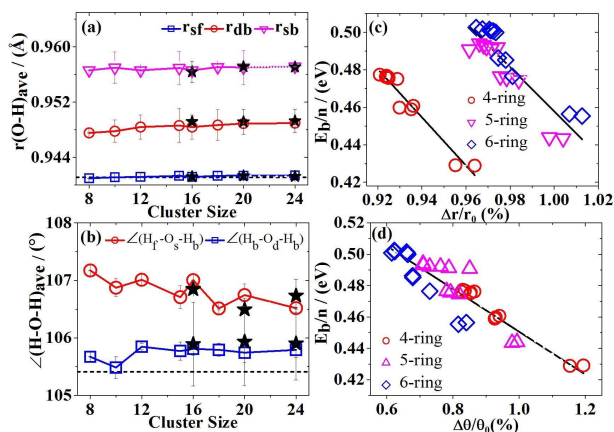 (a) r_sf r_db r_sb
r(O-H)_ave / (Å)
0.960
0.952
0.944
8 12 16 20 24
Cluster Size
(b) ∠(H_f-O_s-H_b) ∠(H_b-O_d-H_b)
∠(H-O-H)_ave / (°)
108
107
106
105
8 12 16 20 24
Cluster Size
(c)
E_b/n / (eV)
0.50
0.48
0.46
0.44
0.42
4-ring
5-ring
6-ring
0.92 0.94 0.96 0.98 1.00 1.02
Δr/r_0 (%)
(d)
E_b/n / (eV)
0.52
0.50
0.48
0.46
0.44
0.42
4-ring
5-ring
6-ring
0.6 0.8 1.0 1.2
Δθ/θ_0(%)